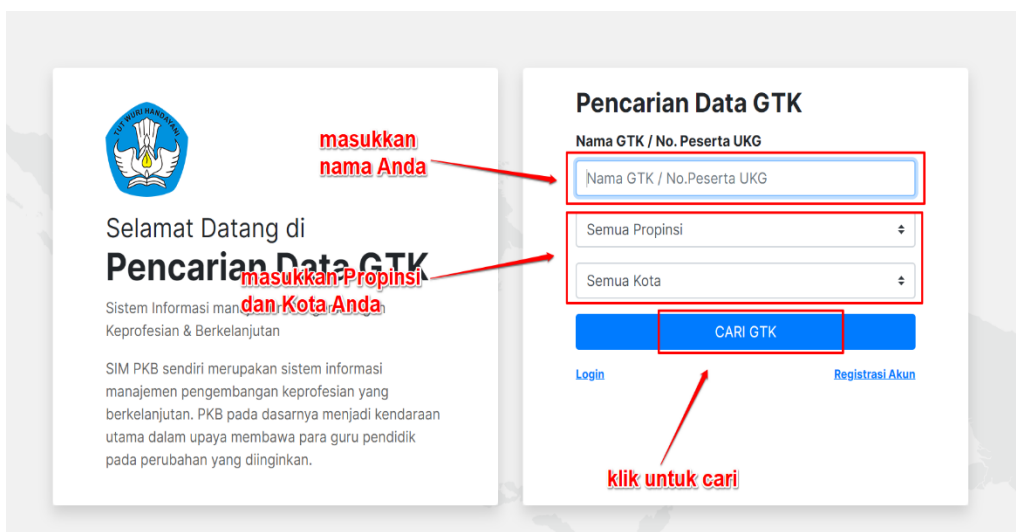 TUT WURI HANDAYANI
Selamat Datang di
Pencarian Data GTK
Sistem Informasi
Keprofesian & Berkelanjutan
SIM PKB sendiri merupakan sistem informasi
manajemen pengembangan keprofesian yang
berkelanjutan. PKB pada dasarnya menjadi kendaraan
utama dalam upaya membawa para guru pendidik
pada perubahan yang diinginkan.
masukkan
nama Anda
masukkan Propinsi
dan Kota Anda
Pencarian Data GTK
Nama GTK / No. Peserta UKG
Nama GTK / No.Peserta UKG
Semua Propinsi
Semua Kota
CARI GTK
Login
Registrasi Akun
klik untuk cari